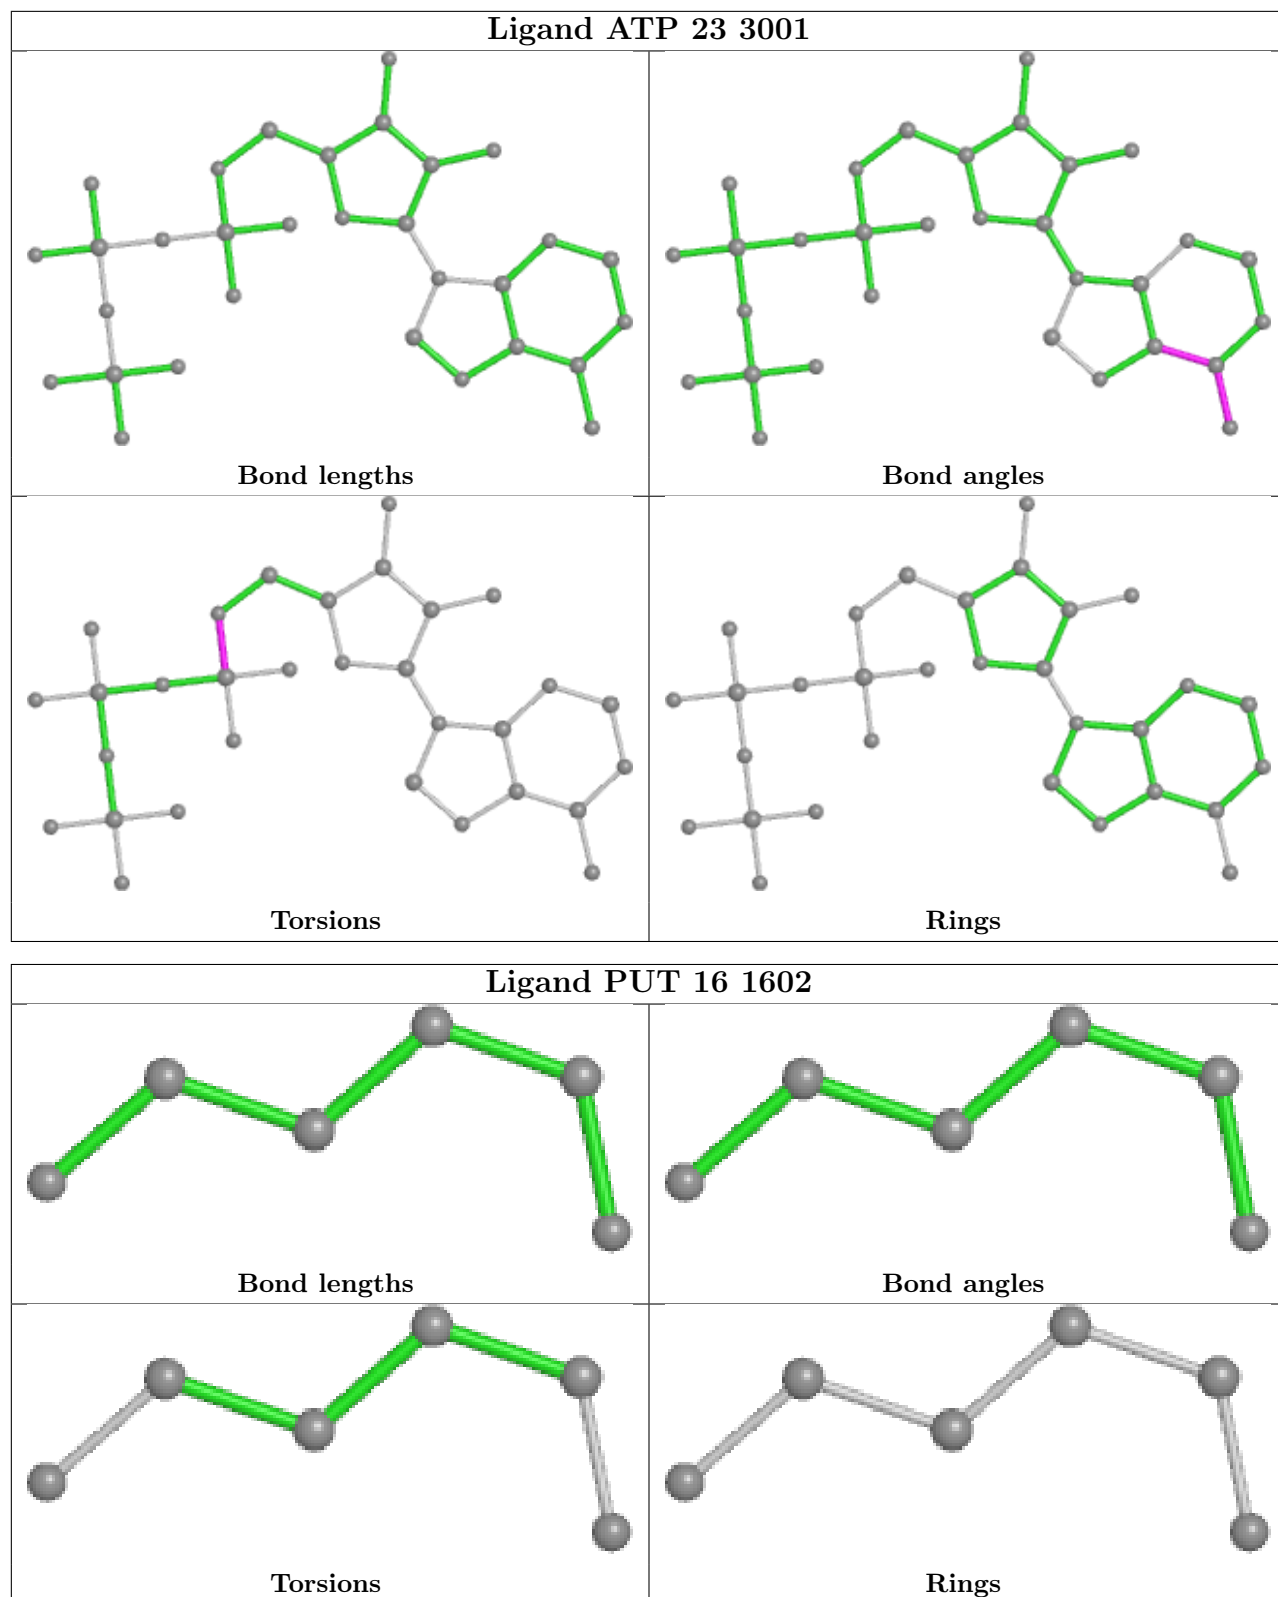 Ligand ATP 23 3001
Bond lengths
Bond angles
Torsions
Rings
Ligand PUT 16 1602
Bond lengths
Bond angles
Torsions
Rings